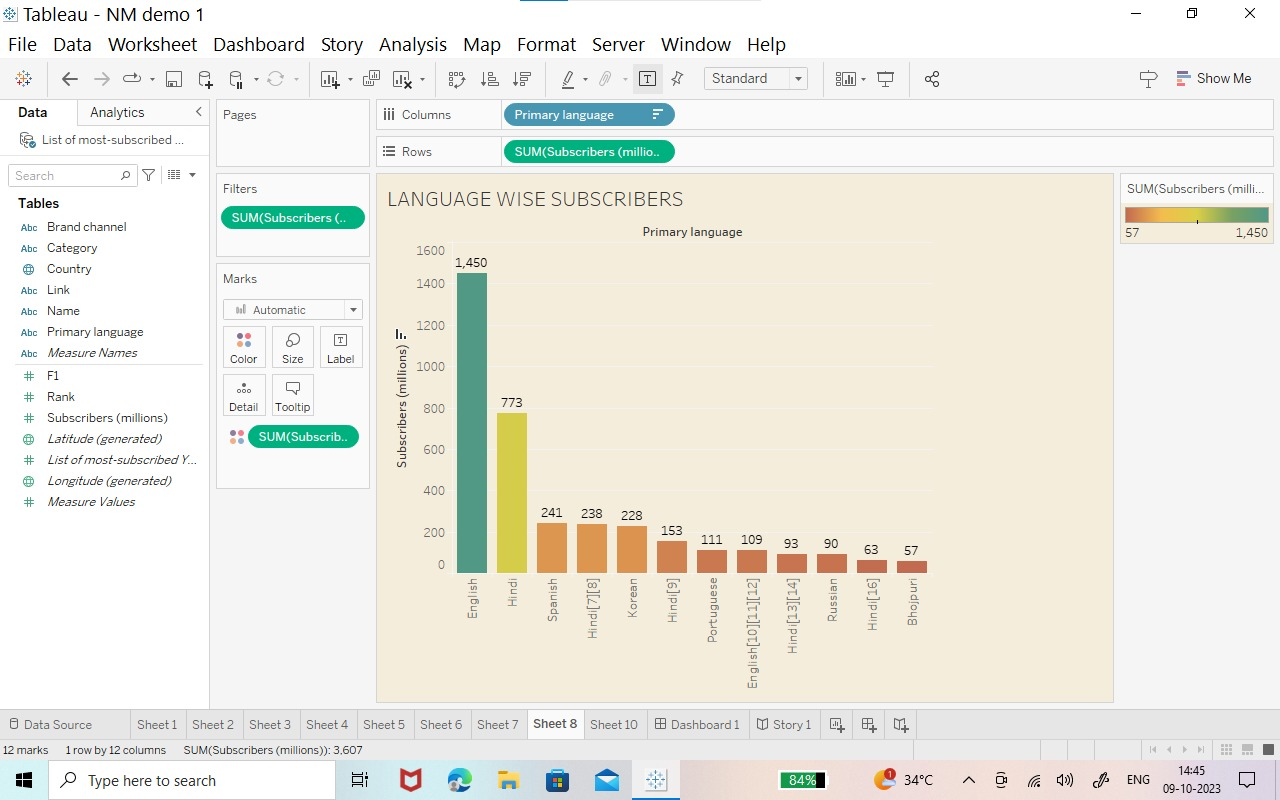 Tableau - NM demo 1
File Data Worksheet Dashboard Story Analysis Map Format Server Window Help
Standard
Show Me
Data Analytics
List of most-subscribed ...
Search
Tables
Abc Brand channel
Abc Category
Country
Abc Link
Abc Name
Abc Primary language
Abc Measure Names
F1
Rank
Subscribers (millions)
Latitude (generated)
List of most-subscribed Y...
Longitude (generated)
Measure Values
Pages
Filters
SUM(Subscribers (..
Marks
Automatic
Color Size Label
Detail Tooltip
SUM(Subscrib..
Columns Primary language
Rows SUM(Subscribers (millio..
LANGUAGE WISE SUBSCRIBERS
Primary language
Subscribers (millions)
1600
1400
1200
1000
800
600
400
200
0
1,450
773
241
238
228
153
111
109
93
90
63
57
English
Hindi
Spanish
Hindi[7][8]
Korean
Hindi[9]
Portuguese
English[10][11][12]
Hindi[13][14]
Russian
Hindi[16]
Bhojpuri
SUM(Subscribers (milli...
57 1,450
Data Source Sheet 1 Sheet 2 Sheet 3 Sheet 4 Sheet 5 Sheet 6 Sheet 7 Sheet 8 Sheet 10 Dashboard 1 Story 1
12 marks 1 row by 12 columns SUM(Subscribers (millions)): 3,607
Type here to search
84%
1
34°C
ENG
14:45
09-10-2023